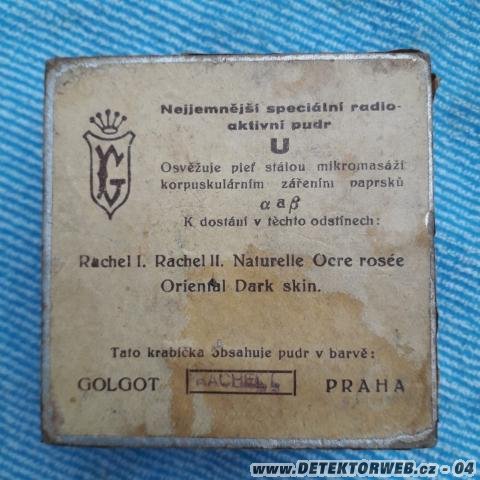 Nejjemnější speciální radio-
aktivní pudr
U
Osvěžuje pleť stálou mikromasáží
korpuskulárním zářením paprsků
α a β
K dostání v těchto odstínech:
Rachel I. Rachel II. Naturelle Ocre rosée
Oriental Dark skin.
Tato krabička obsahuje pudr v barvě:
GOLGOT RACHEL I. PRAHA
www.DETEKTORWEB.cz - 04